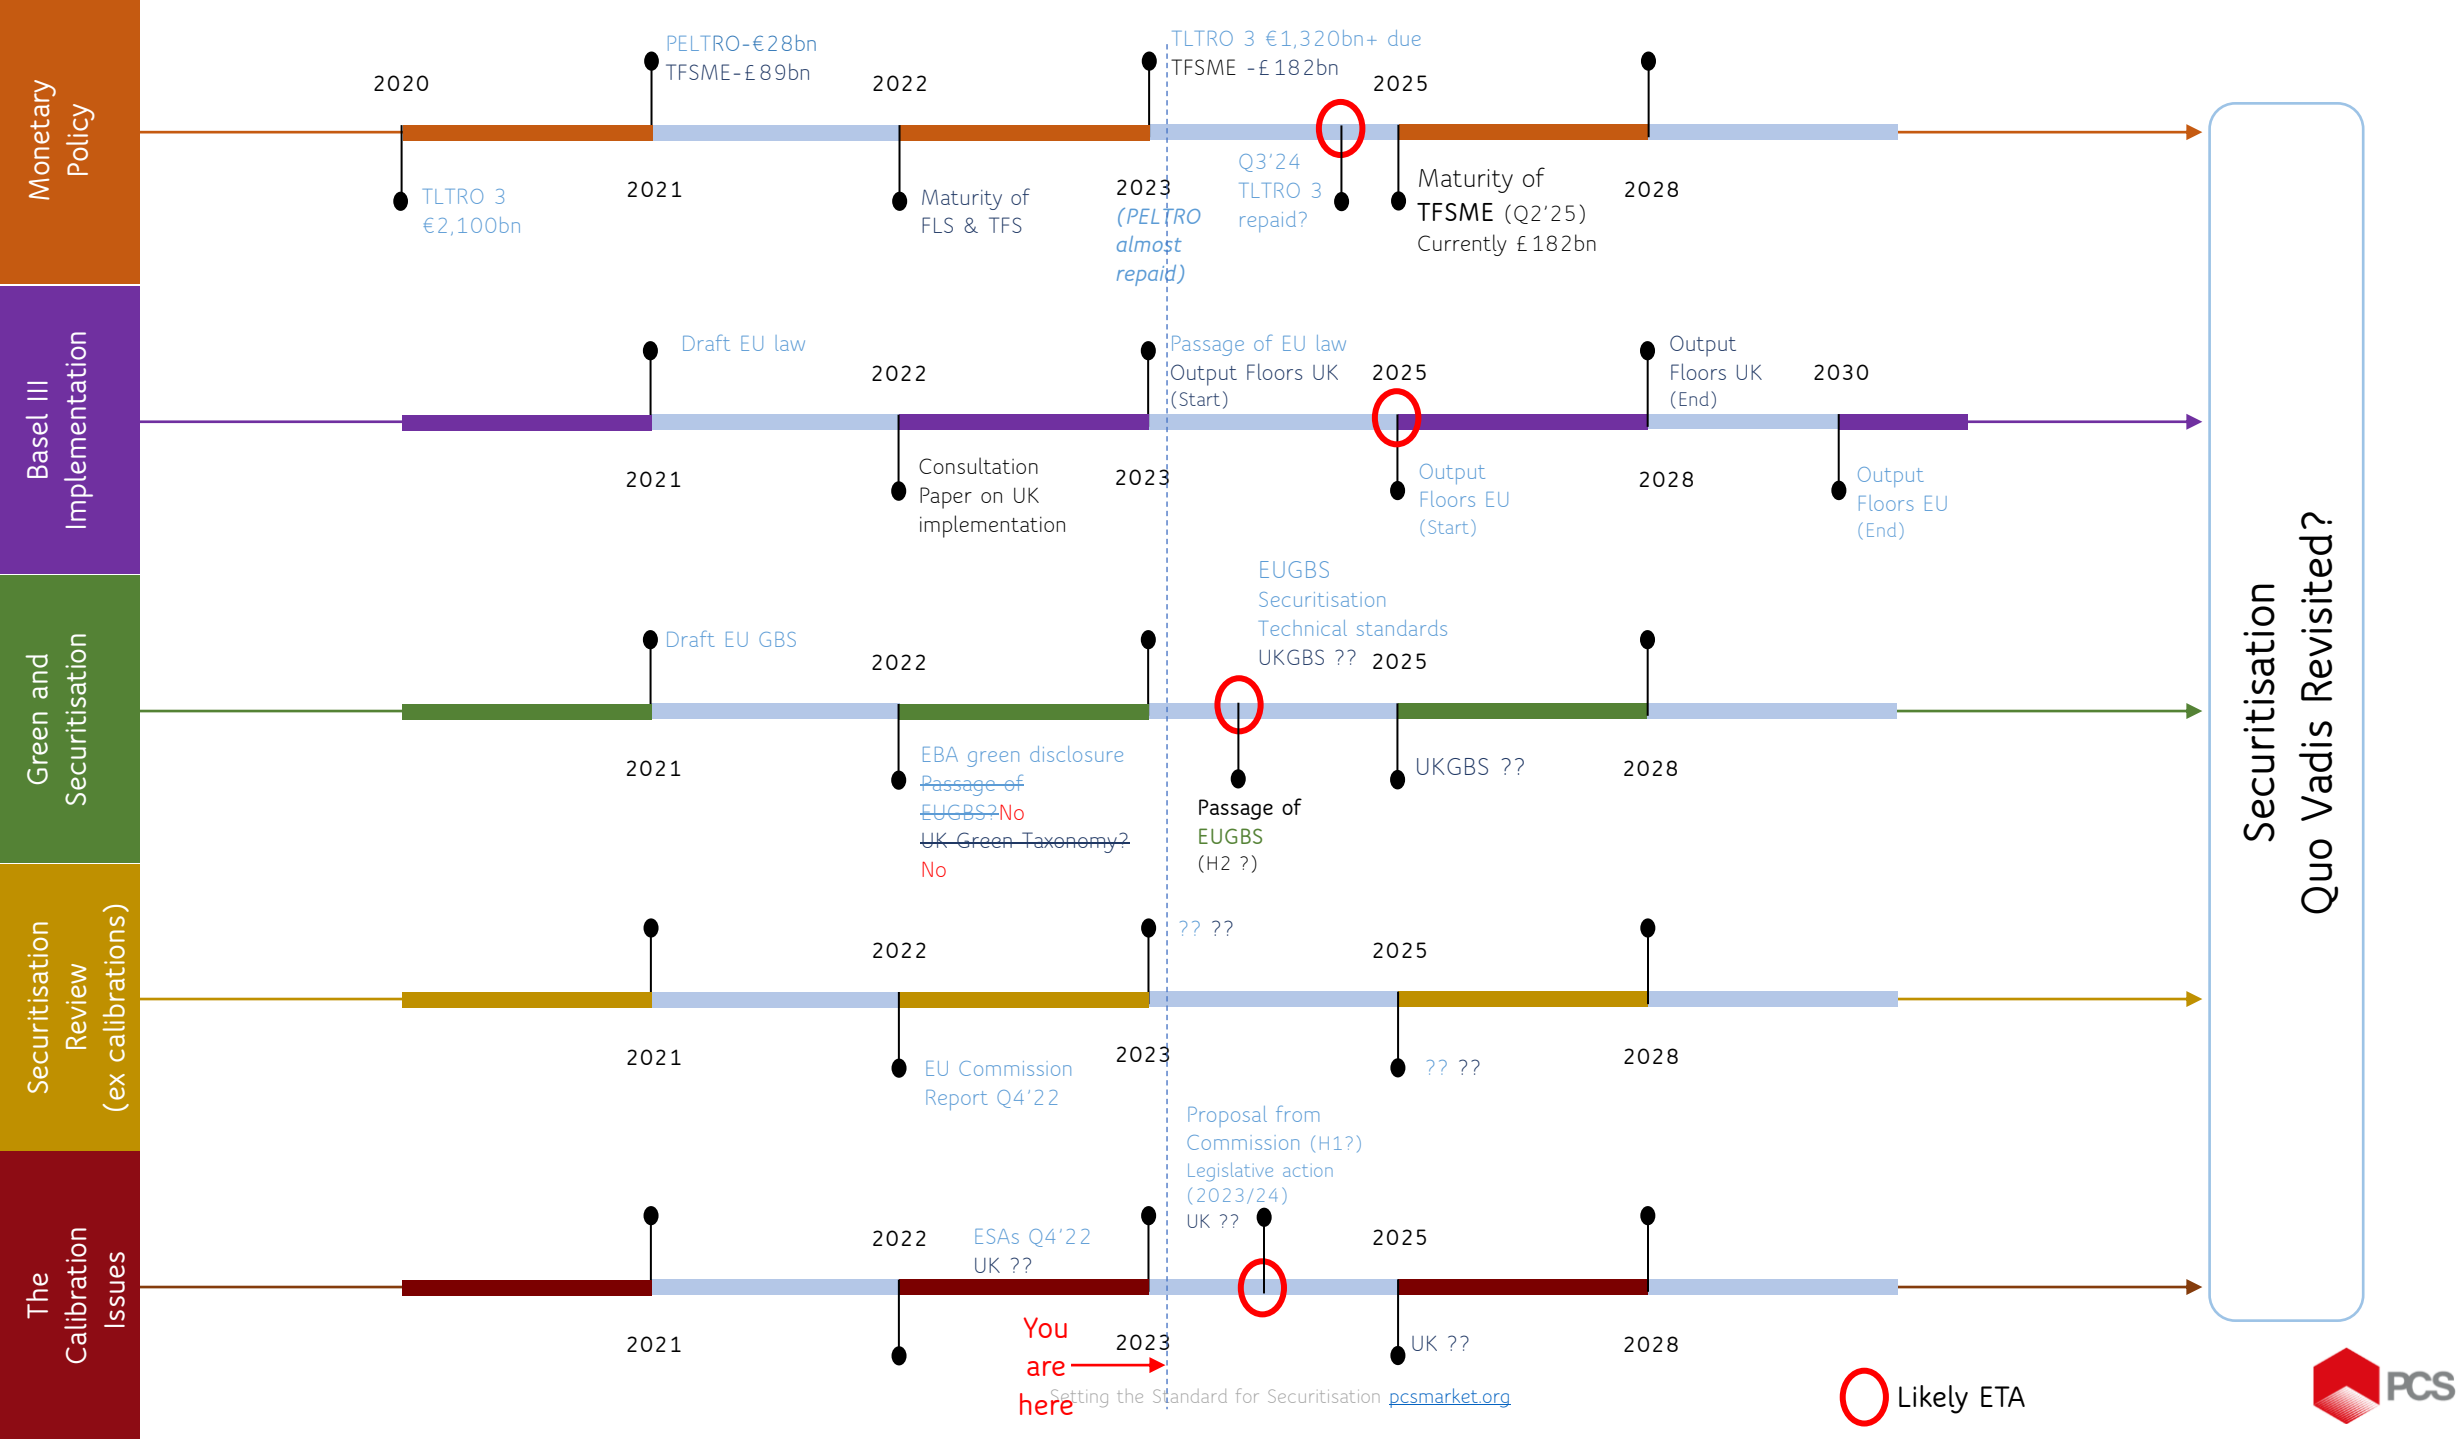 Monetary
Policy
2020
PELTRO-€28bn
TFSME-£89bn
2022
TLTRO 3 €1,320bn+ due
TFSME -£182bn
2025
TLTRO 3
€2,100bn
2021
Maturity of
FLS & TFS
2023
(PELTRO
almost
repaid)
Q3'24
TLTRO 3
repaid?
Maturity of
TFSME (Q2'25)
Currently £182bn
2028
Basel III
Implementation
Draft EU law
2022
Passage of EU law
Output Floors UK
(Start)
2025
Output
Floors UK
(End)
2030
2021
Consultation
Paper on UK
implementation
2023
Output
Floors EU
(Start)
2028
Output
Floors EU
(End)
Green and
Securitisation
Draft EU GBS
2022
EUGBS
Securitisation
Technical standards
UKGBS ??
2025
2021
EBA green disclosure
Passage of
EUGBS?No
UK Green Taxonomy?
No
Passage of
EUGBS
(H2 ?)
UKGBS ??
2028
Securitisation
Review
(ex calibrations)
2022
?? ??
2025
2021
EU Commission
Report Q4'22
2023
?? ??
2028
The
Calibration
Issues
2022
ESAs Q4'22
UK ??
Proposal from
Commission (H1?)
Legislative action
(2023/24)
UK ??
2025
2021
You
are
here
2023
UK ??
2028
Securitisation
Quo Vadis Revisited?
Setting the Standard for Securitisation pcsmarket.org
Likely ETA
PCS